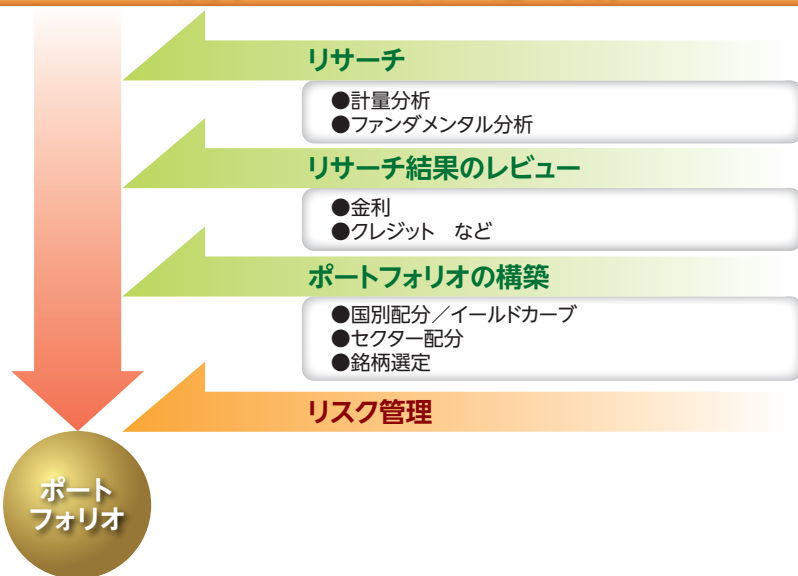 リサーチ
●計量分析
●ファンダメンタル分析
リサーチ結果のレビュー
●金利
●クレジット　など
ポートフォリオの構築
●国別配分／イールドカーブ
●セクター配分
●銘柄選定
リスク管理
ポート
フォリオ